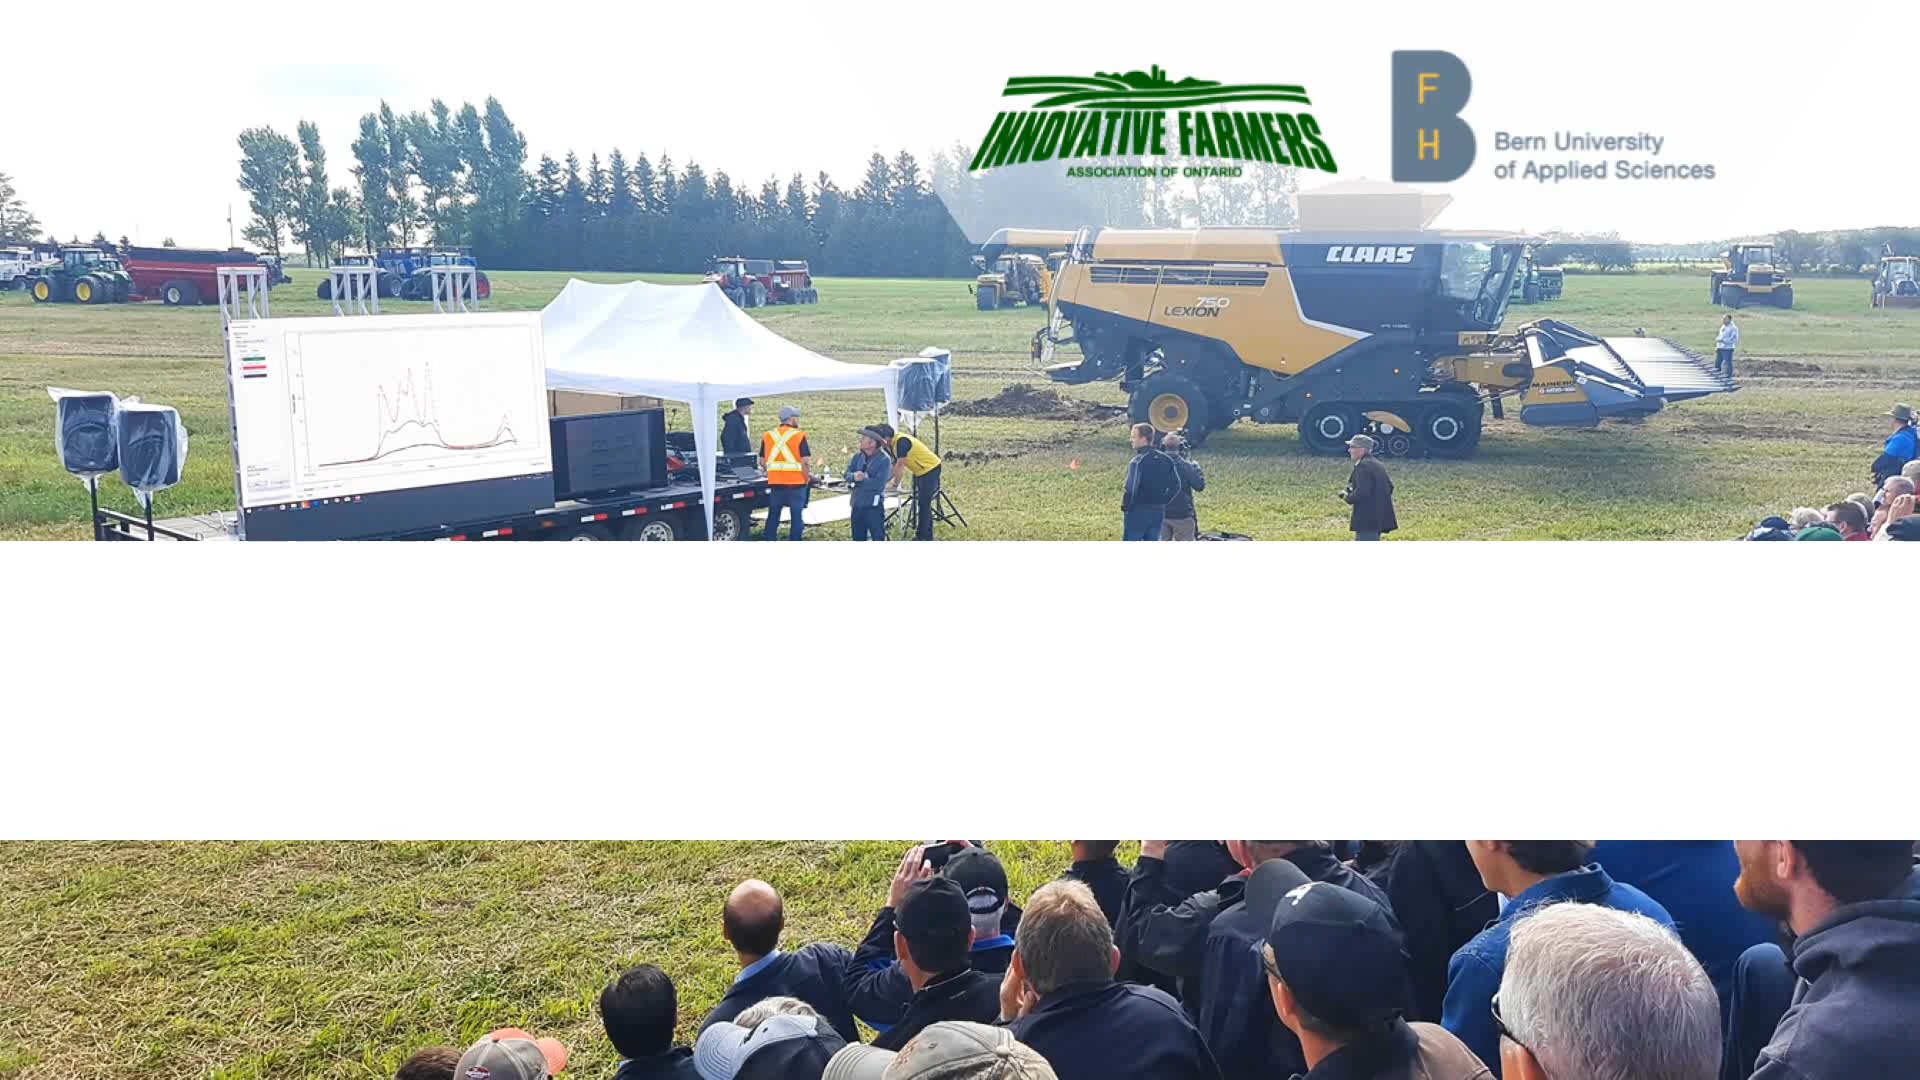 INNOVATIVE FARMERS
ASSOCIATION OF ONTARIO
F
B
H
Bern University
of Applied Sciences
CLAAS
750
LEXION